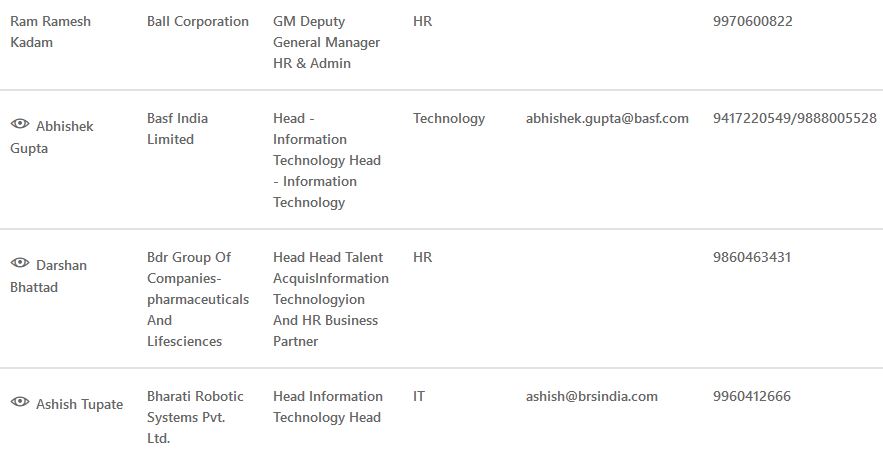 Ram Ramesh Ball Corporation GM Deputy HR 9970600822
Kadam General Manager
HR & Admin
Abhishek Basf India Head - Technology abhishek.gupta@basf.com 9417220549/9888005528
Gupta Limited Information
Technology Head
- Information
Technology
Darshan Bdr Group Of Head Head Talent HR 9860463431
Bhattad Companies- AcquisInformation
pharmaceuticals Technologyion
And And HR Business
Lifesciences Partner
Ashish Tupate Bharati Robotic Head Information IT ashish@brsindia.com 9960412666
Systems Pvt. Technology Head
Ltd.